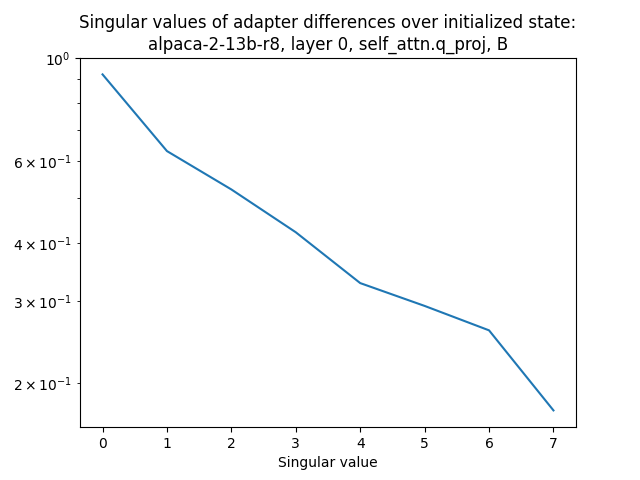 Singular values of adapter differences over initialized state:
alpaca-2-13b-r8, layer 0, self_attn.q_proj, B
10⁰
6 × 10⁻¹
4 × 10⁻¹
3 × 10⁻¹
2 × 10⁻¹
0 1 2 3 4 5 6 7
Singular value